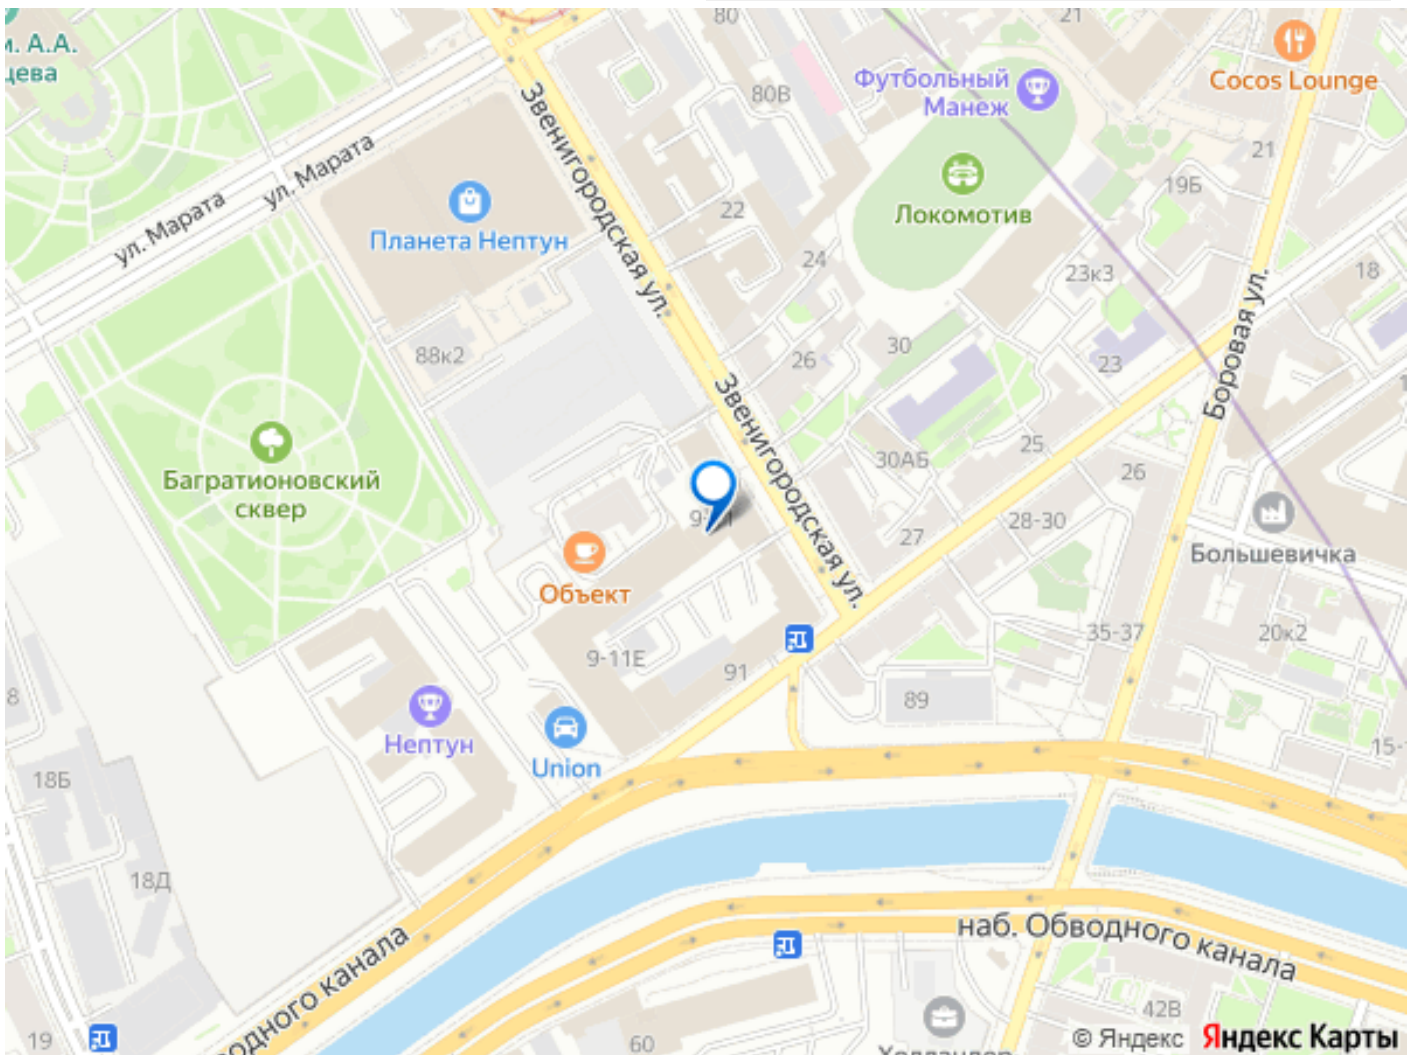 80
21
м. А.А.
цева
Cocos Lounge
Футбольный
Манеж
80В
Звенигородская ул.
ул. Марата
ул. Марата
21
19Б
Планета Нептун
22
Локомотив
24
23к3
18
88к2
26
30
23
Боровая ул.
Звенигородская ул.
Багратионовский
сквер
30АБ
25
26
28-30
27
Большевичка
Объект
9-11Е
91
35-37
20к2
89
Нептун
Union
8
18Б
15-1
18Д
наб. Обводного канала
одного канала
42В
19
60
© Яндекс Яндекс Карты